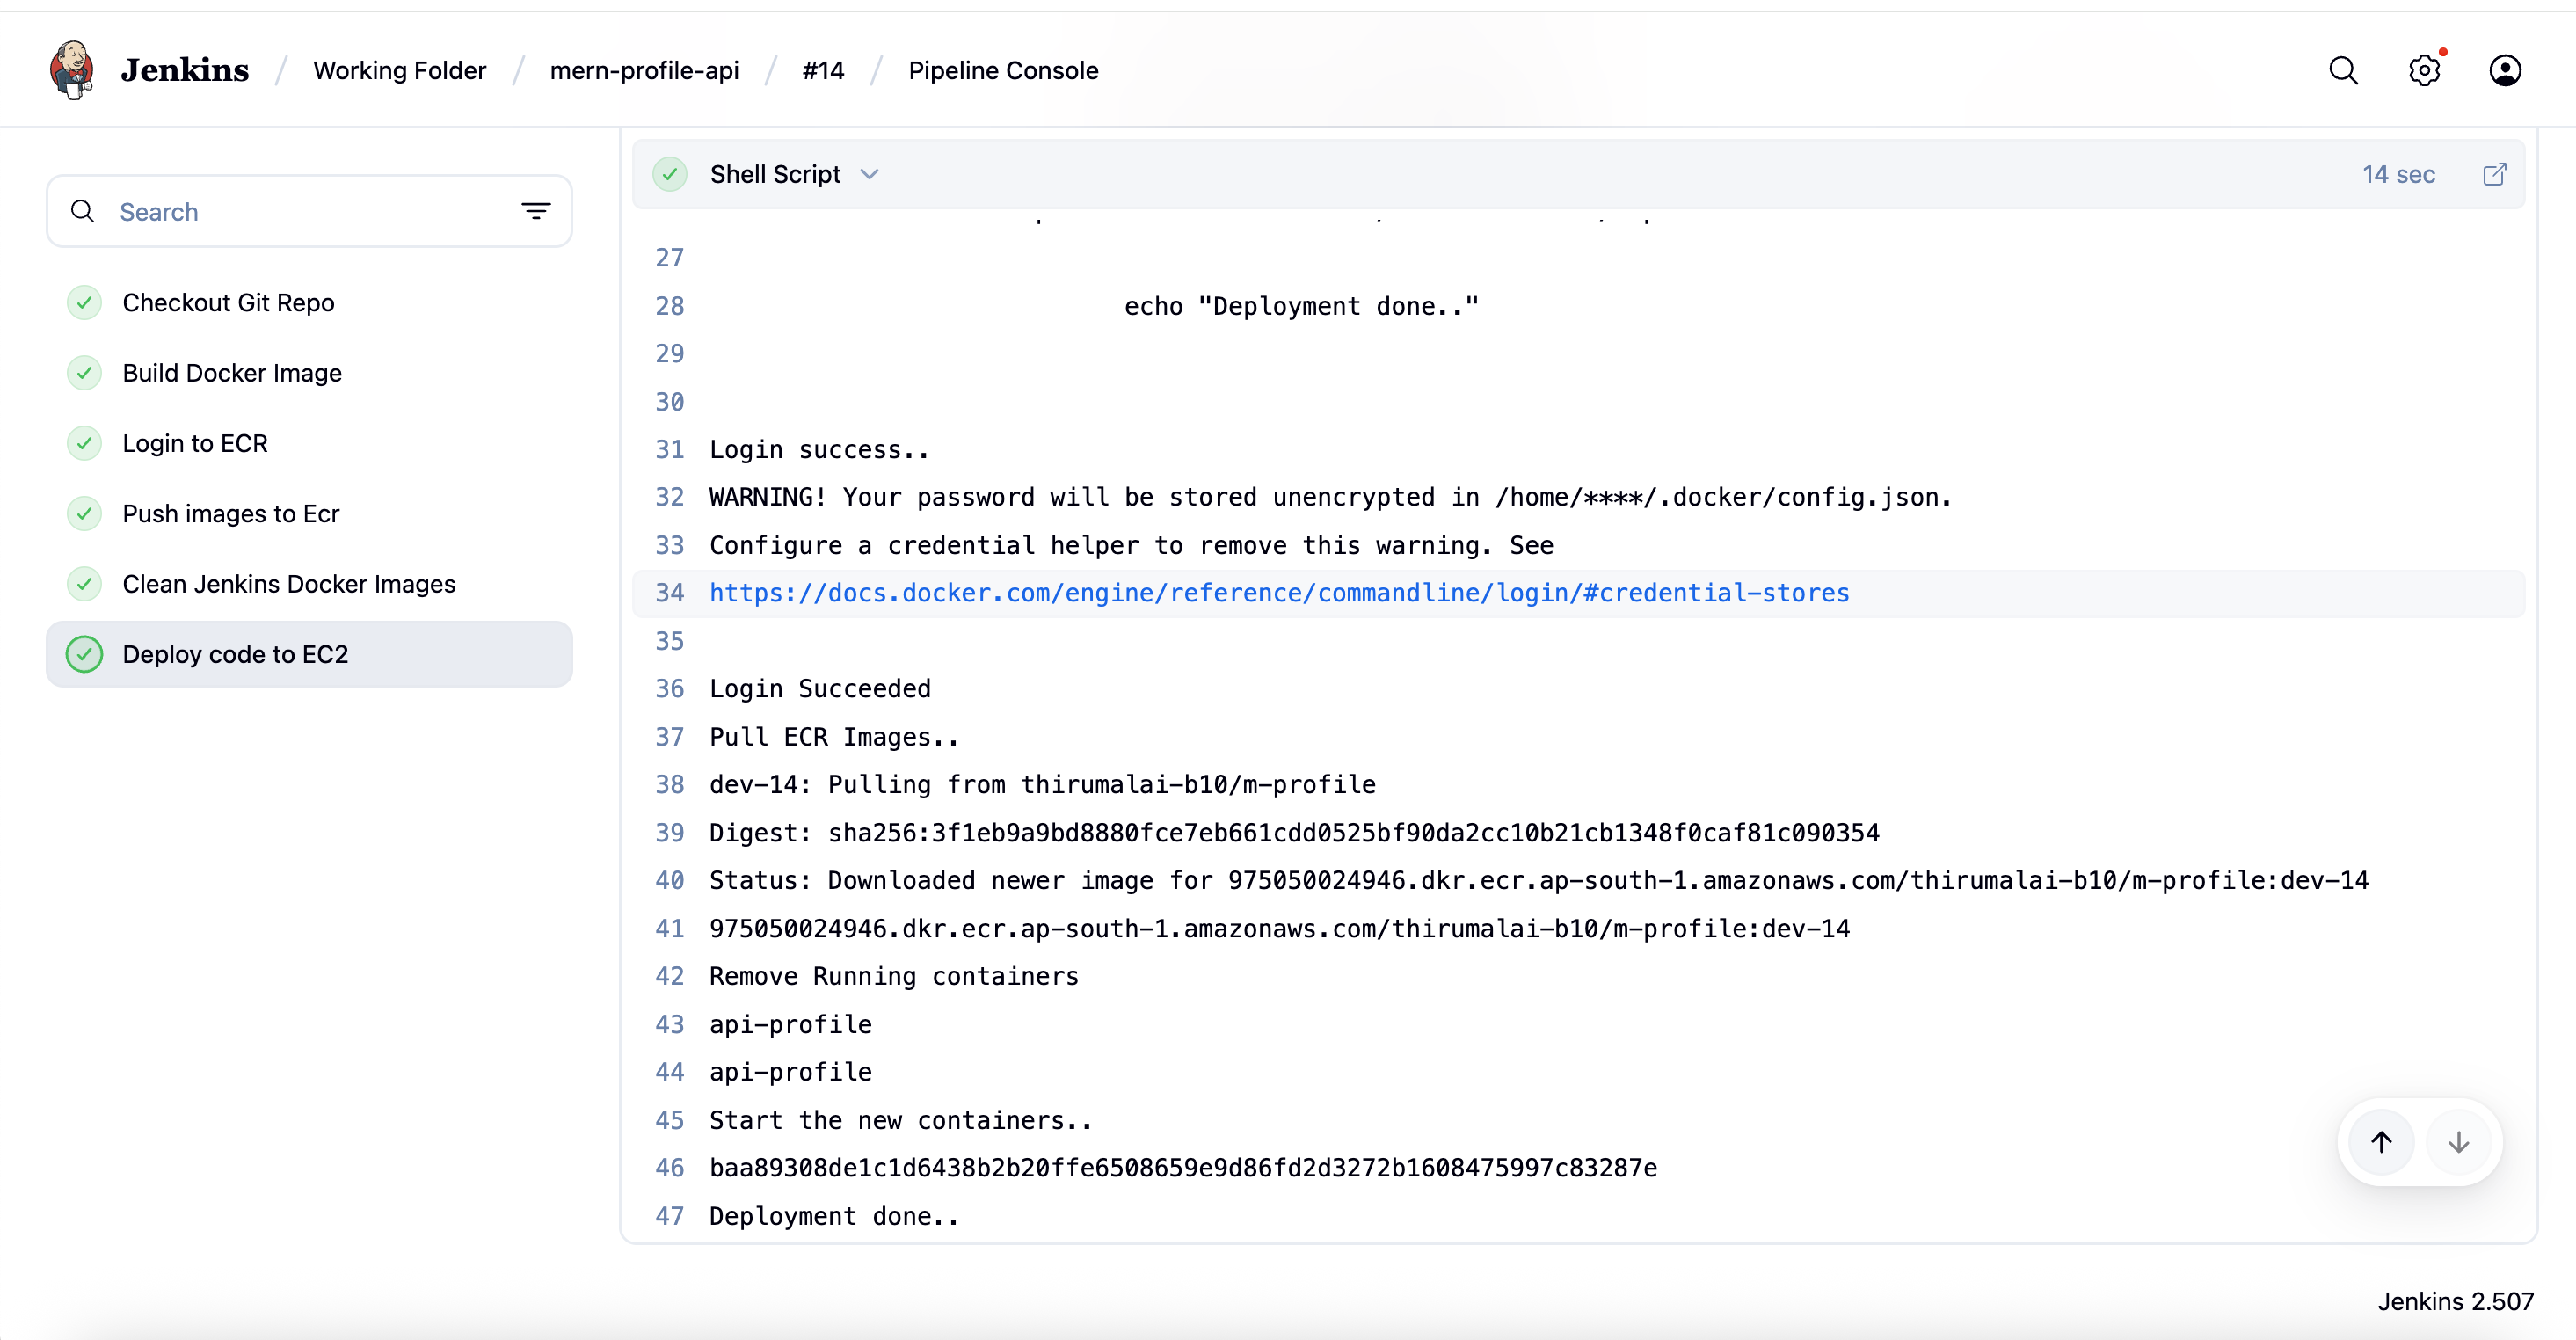 Jenkins / Working Folder / mern-profile-api / #14 / Pipeline Console
Search
Checkout Git Repo
Build Docker Image
Login to ECR
Push images to Ecr
Clean Jenkins Docker Images
Deploy code to EC2
Shell Script 14 sec
27
28 echo "Deployment done.."
29
30
31 Login success..
32 WARNING! Your password will be stored unencrypted in /home/****/.docker/config.json.
33 Configure a credential helper to remove this warning. See
34 https://docs.docker.com/engine/reference/commandline/login/#credential-stores
35
36 Login Succeeded
37 Pull ECR Images..
38 dev-14: Pulling from thirumalai-b10/m-profile
39 Digest: sha256:3f1eb9a9bd8880fce7eb661cdd0525bf90da2cc10b21cb1348f0caf81c090354
40 Status: Downloaded newer image for 975050024946.dkr.ecr.ap-south-1.amazonaws.com/thirumalai-b10/m-profile:dev-14
41 975050024946.dkr.ecr.ap-south-1.amazonaws.com/thirumalai-b10/m-profile:dev-14
42 Remove Running containers
43 api-profile
44 api-profile
45 Start the new containers..
46 baa89308de1c1d6438b2b20ffe6508659e9d86fd2d3272b1608475997c83287e
47 Deployment done..
Jenkins 2.507